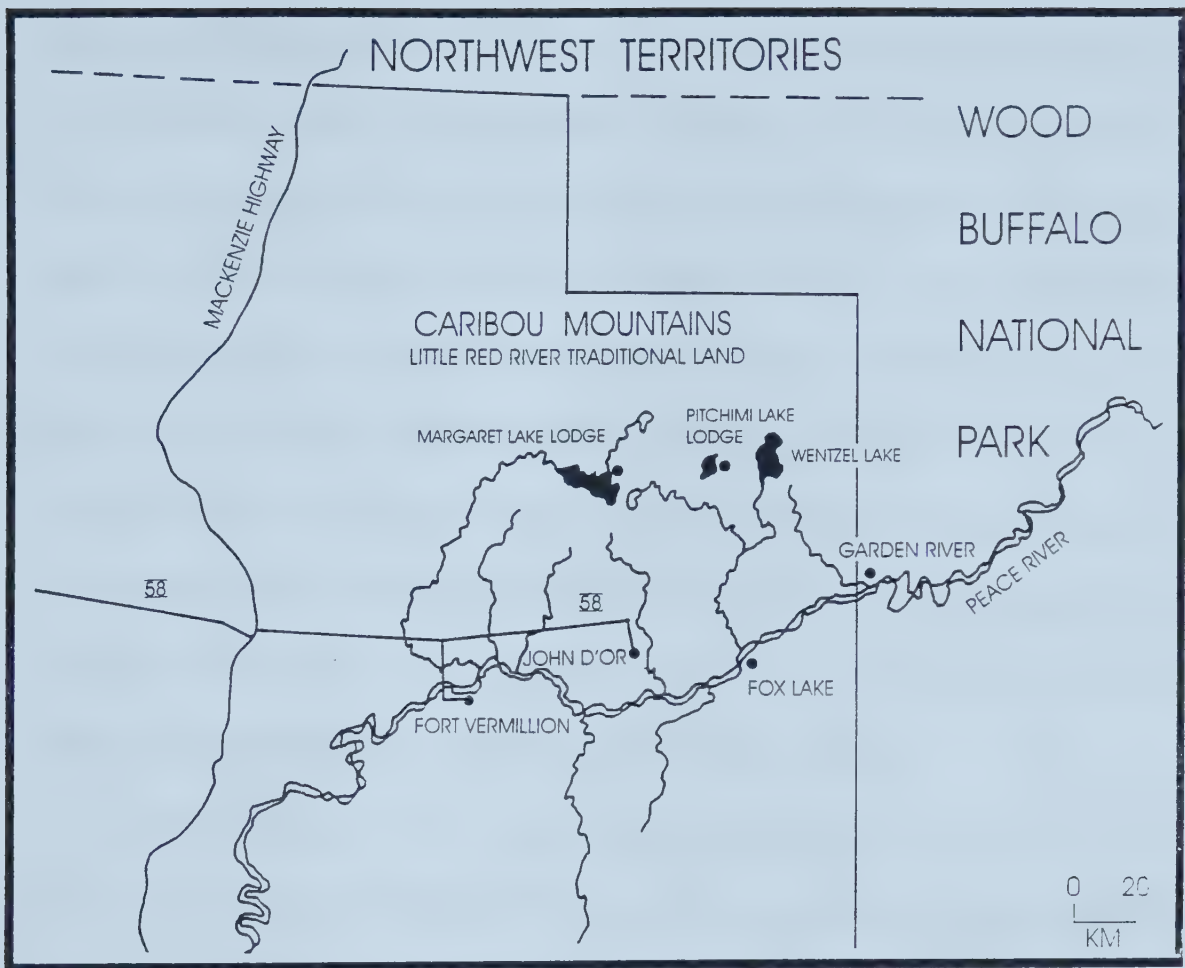 NORTHWEST TERRITORIES
WOOD
BUFFALO
NATIONAL
PARK
MACKENZIE HIGHWAY
CARIBOU MOUNTAINS
LITTLE RED RIVER TRADITIONAL LAND
MARGARET LAKE LODGE
PITCHIMI LAKE
LODGE
WENTZEL LAKE
GARDEN RIVER
PEACE RIVER
58
58
JOHN D'OR
FOX LAKE
FORT VERMILLION
0 20
KM